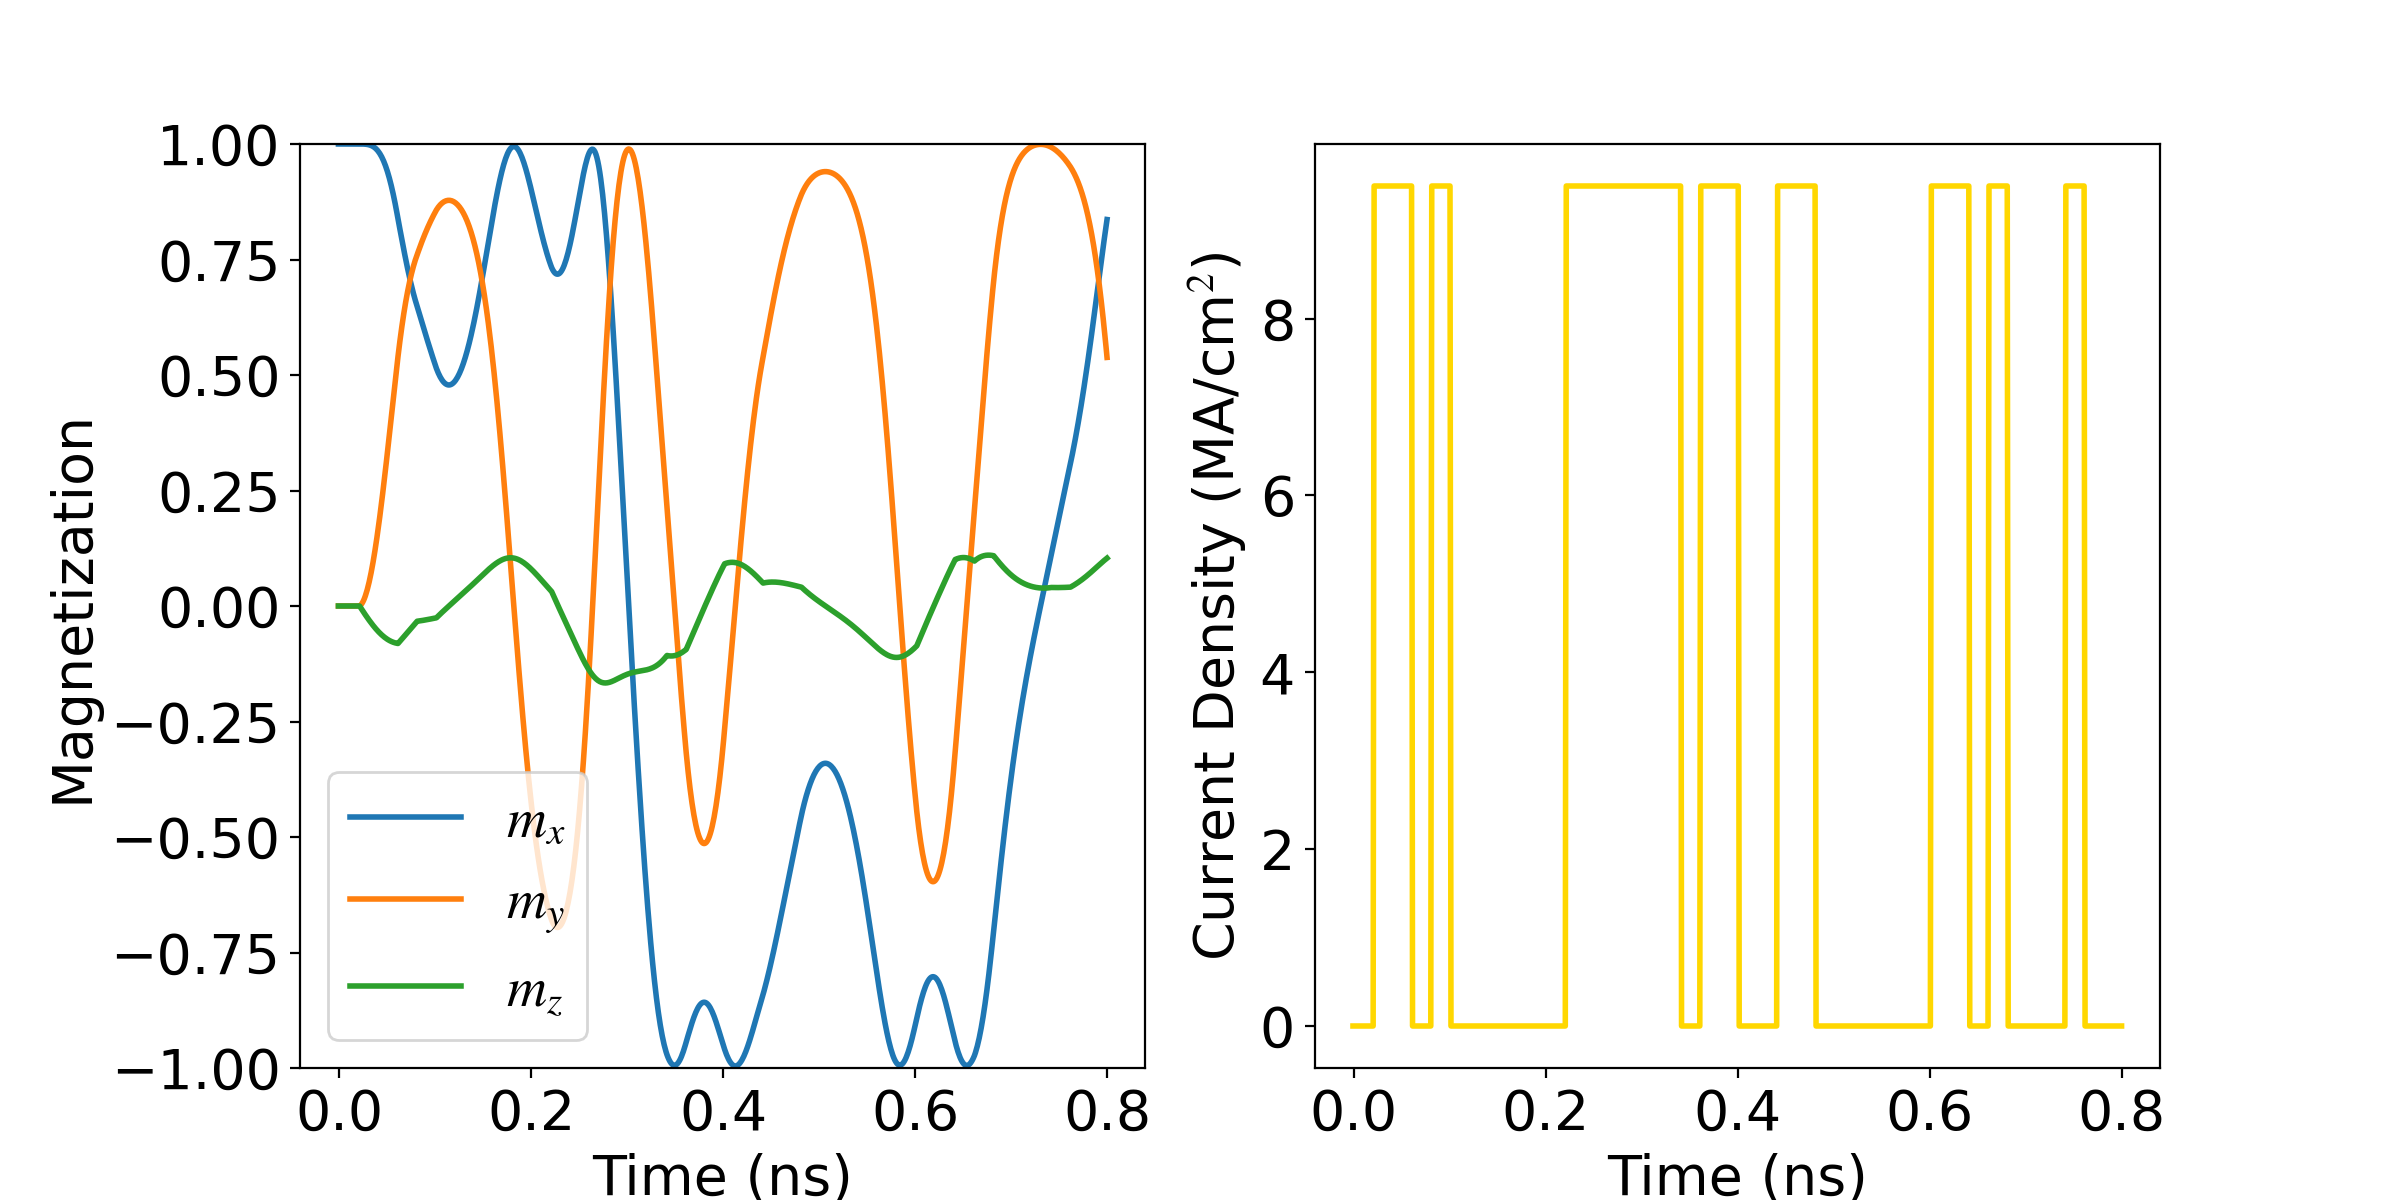 Magnetization
1.00
0.75
0.50
0.25
0.00
−0.25
−0.50
−0.75
−1.00
m_x
m_y
m_z
0.0 0.2 0.4 0.6 0.8
Time (ns)
Current Density (MA/cm²)
8
6
4
2
0
0.0 0.2 0.4 0.6 0.8
Time (ns)